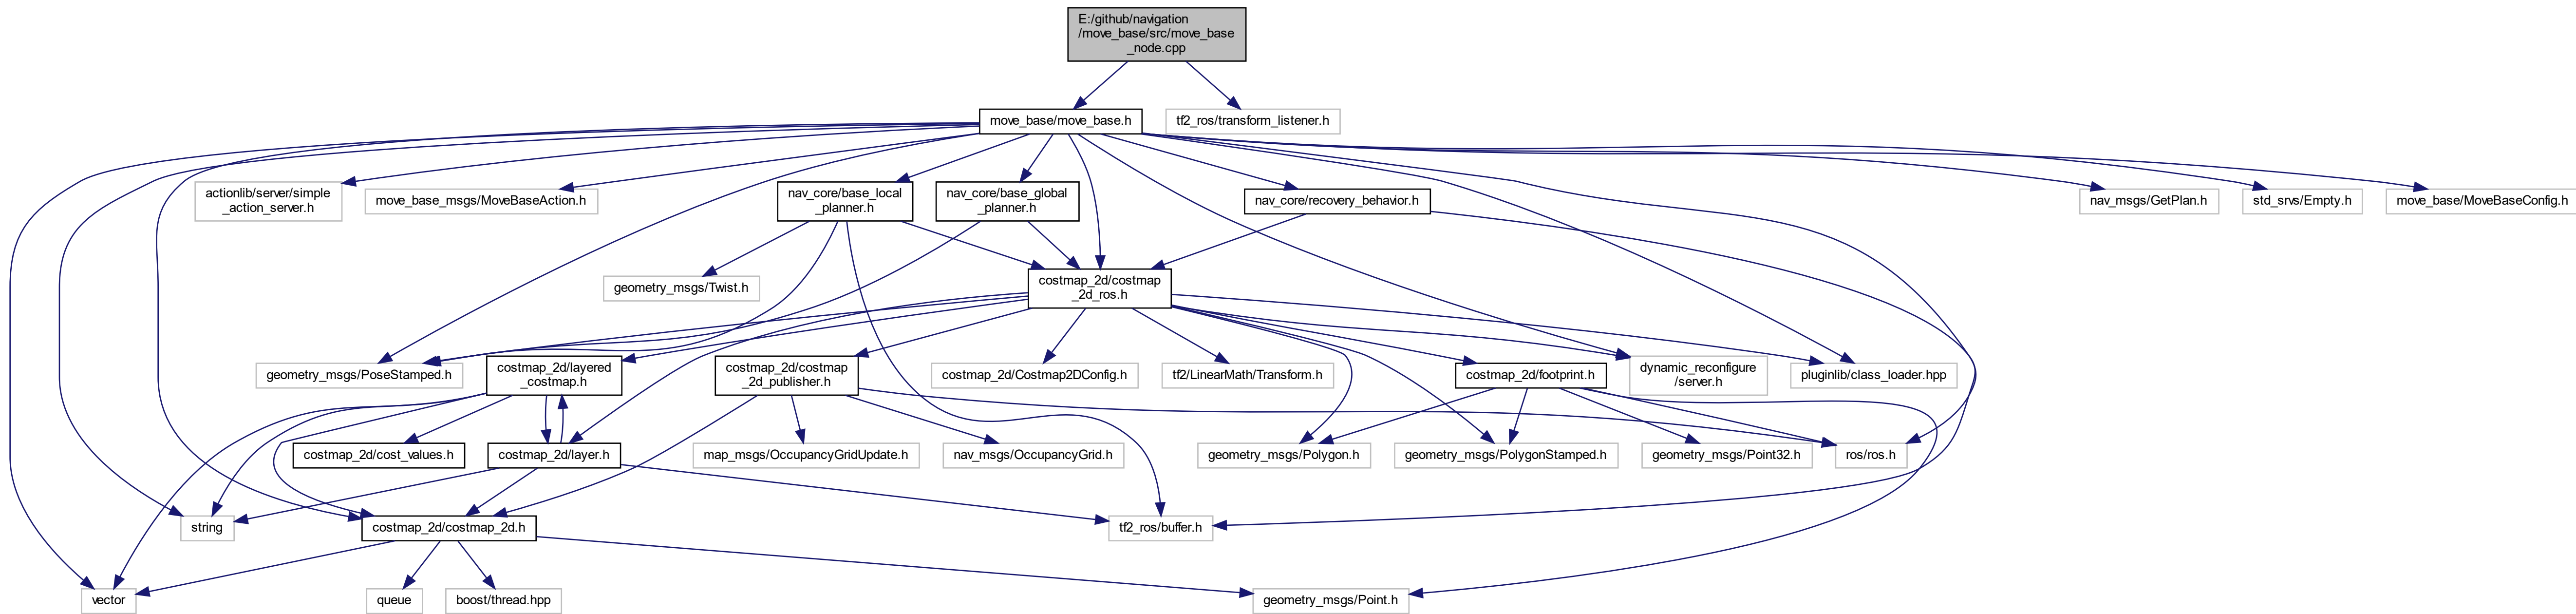 E:/github/navigation
/move_base/src/move_base
_node.cpp
move_base/move_base.h
tf2_ros/transform_listener.h
actionlib/server/simple
_action_server.h
move_base_msgs/MoveBaseAction.h
nav_core/base_local
_planner.h
nav_core/base_global
_planner.h
nav_core/recovery_behavior.h
nav_msgs/GetPlan.h
std_srvs/Empty.h
move_base/MoveBaseConfig.h
geometry_msgs/Twist.h
costmap_2d/costmap
_2d_ros.h
geometry_msgs/PoseStamped.h
costmap_2d/layered
_costmap.h
costmap_2d/costmap
_2d_publisher.h
costmap_2d/Costmap2DConfig.h
tf2/LinearMath/Transform.h
costmap_2d/footprint.h
dynamic_reconfigure
/server.h
pluginlib/class_loader.hpp
costmap_2d/cost_values.h
costmap_2d/layer.h
map_msgs/OccupancyGridUpdate.h
nav_msgs/OccupancyGrid.h
geometry_msgs/Polygon.h
geometry_msgs/PolygonStamped.h
geometry_msgs/Point32.h
ros/ros.h
string
costmap_2d/costmap_2d.h
tf2_ros/buffer.h
vector
queue
boost/thread.hpp
geometry_msgs/Point.h